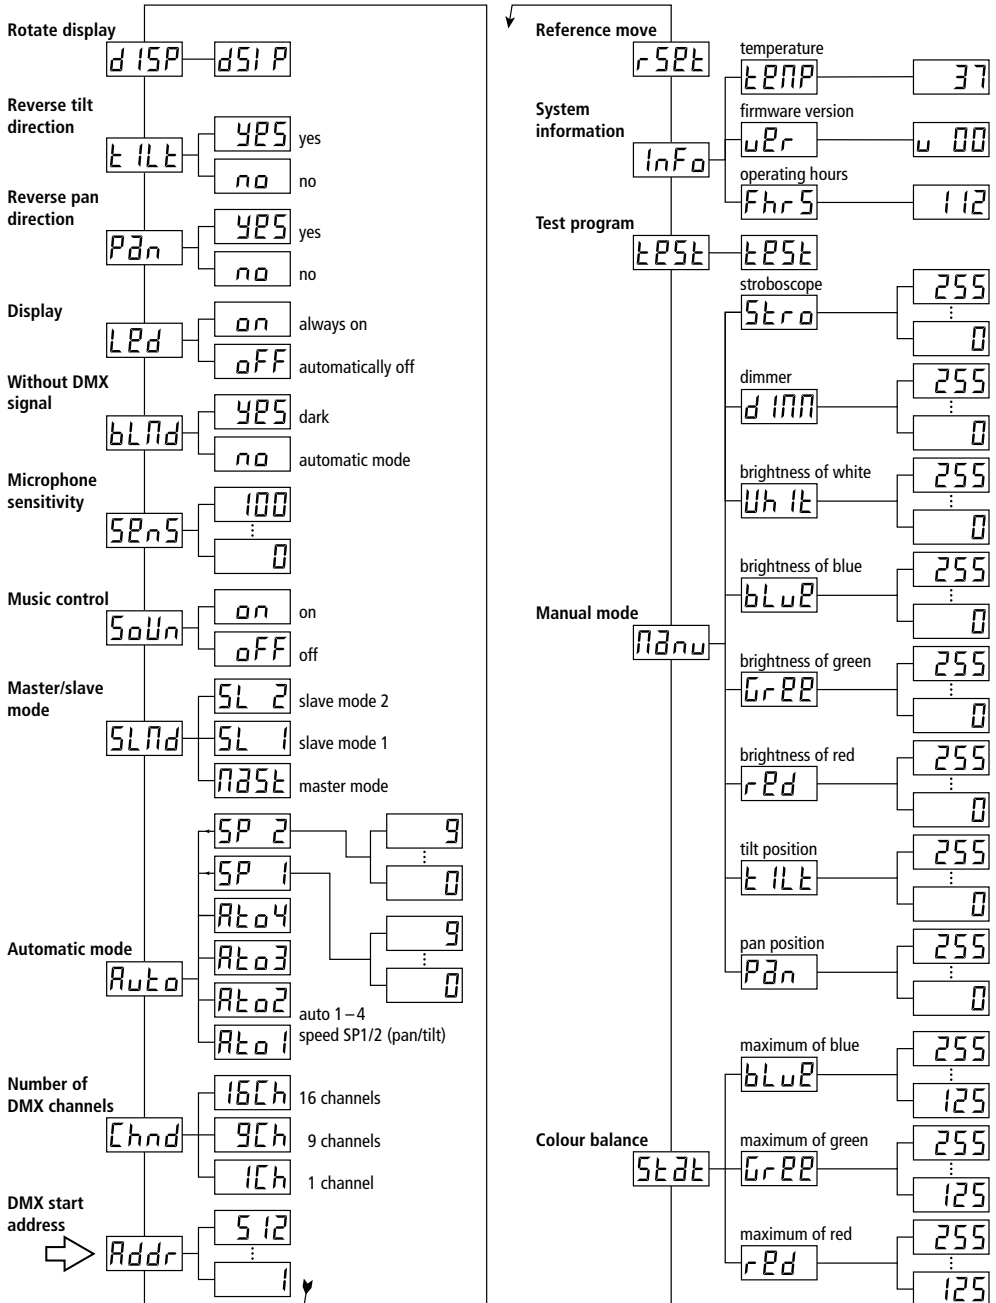 Rotate display
dISP
dSI P
Reverse tilt
direction
tILt
YES
yes
no
no
Reverse pan
direction
Pan
YES
yes
no
no
Display
Led
on
always on
oFF
automatically off
Without DMX
signal
bLMd
YES
dark
no
automatic mode
Microphone
sensitivity
SenS
100
0
Music control
SoUn
on
on
oFF
off
Master/slave
mode
SLMd
SL 2
slave mode 2
SL 1
slave mode 1
MaSt
master mode
Automatic mode
Auto
SP 2
9
0
SP 1
9
0
Ato4
Ato3
Ato2
Ato1
auto 1–4
speed SP1/2 (pan/tilt)
Number of
DMX channels
Chnd
16Ch
16 channels
9Ch
9 channels
1Ch
1 channel
DMX start
address
Addr
512
1
Reference move
rSet
System
information
InFo
temperature
teMP
37
firmware version
ver
v 00
operating hours
FhrS
112
Test program
teSt
teSt
Manual mode
Manu
stroboscope
Stro
255
0
dimmer
dIMM
255
0
brightness of white
WhIt
255
0
brightness of blue
bLue
255
0
brightness of green
Gree
255
0
brightness of red
red
255
0
tilt position
tILt
255
0
pan position
Pan
255
0
Colour balance
Stat
maximum of blue
bLue
255
125
maximum of green
Gree
255
125
maximum of red
red
255
125